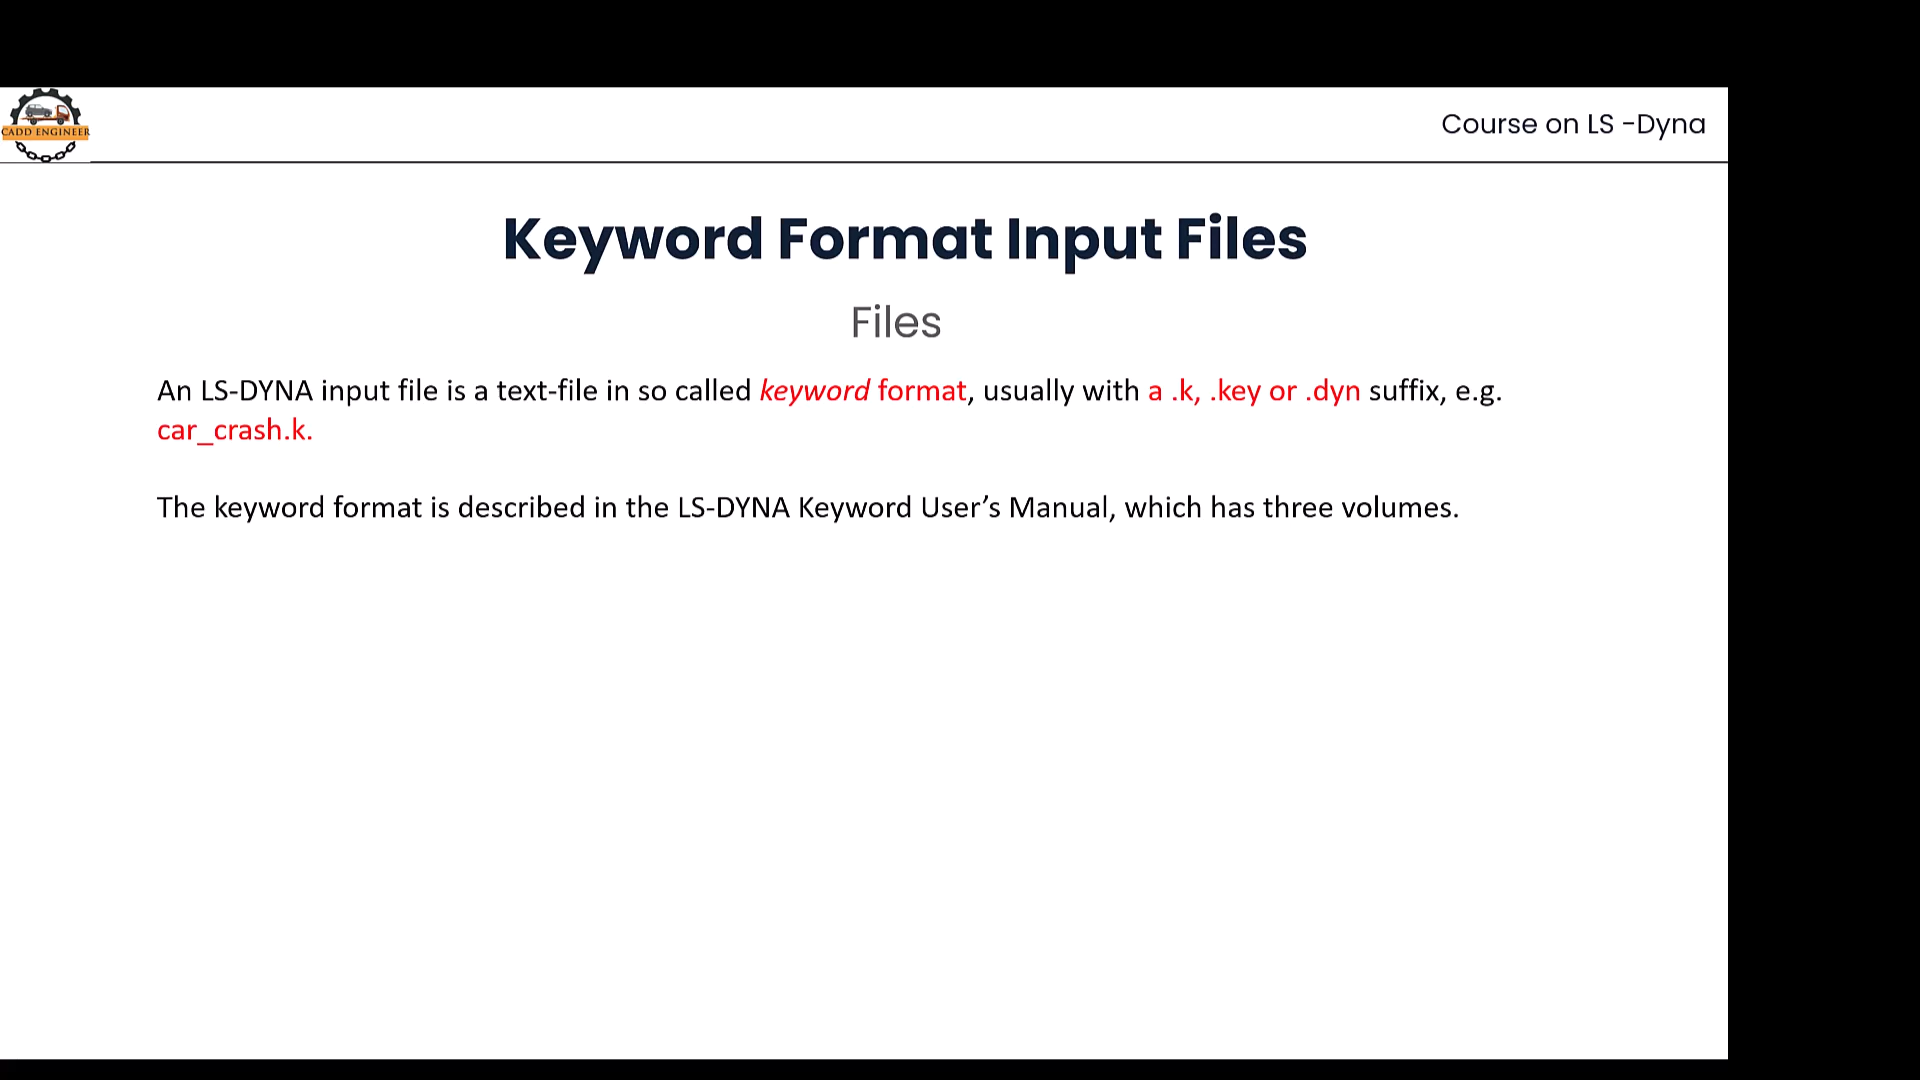 CADD ENGINEER
Course on LS -Dyna
Keyword Format Input Files
Files
An LS-DYNA input file is a text-file in so called keyword format, usually with a .k, .key or .dyn suffix, e.g.
car_crash.k.
The keyword format is described in the LS-DYNA Keyword User’s Manual, which has three volumes.